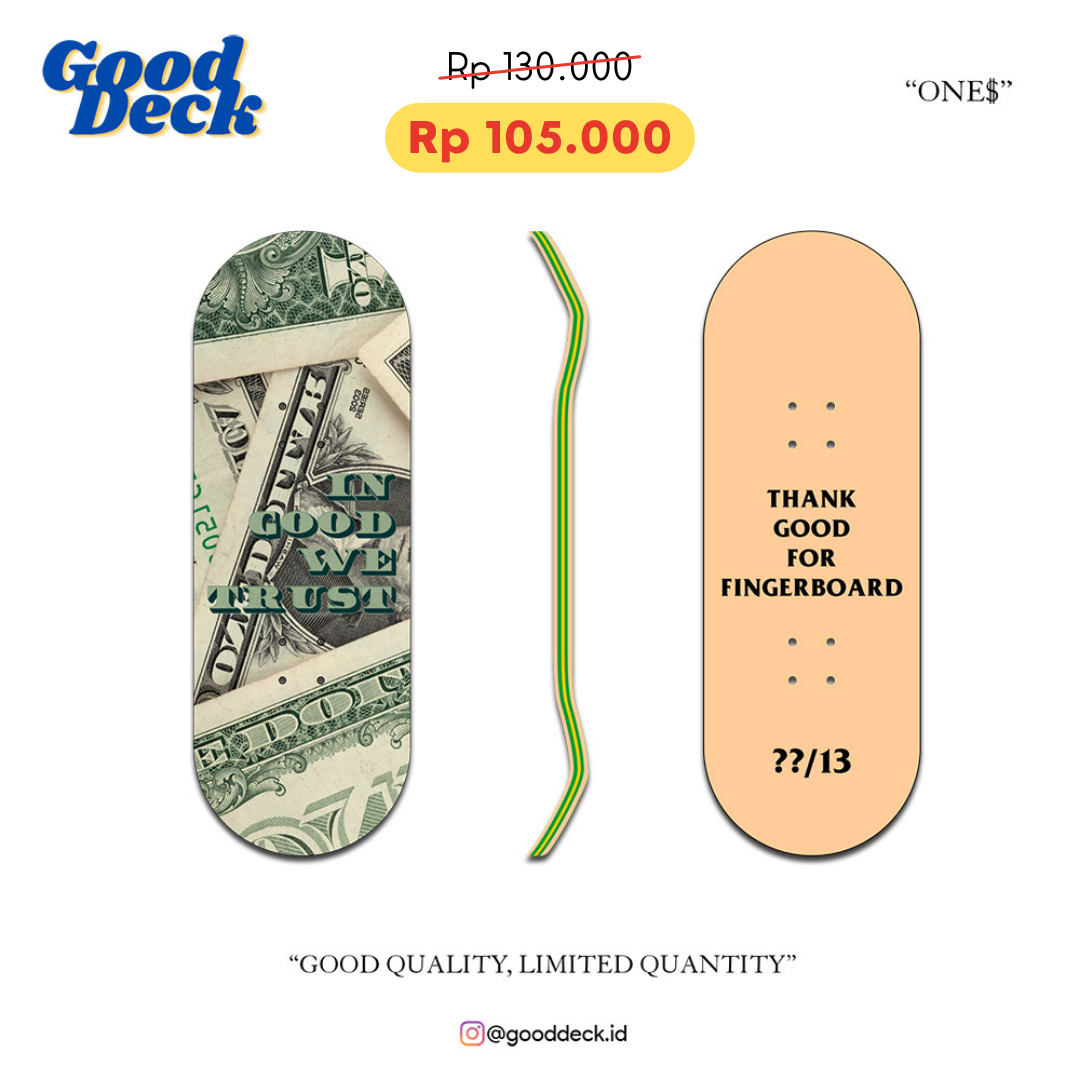 Good
Deck
Rp 130.000
Rp 105.000
“ONE$”
IN
GOOD
WE
TRUST
THANK
GOOD
FOR
FINGERBOARD
??/13
“GOOD QUALITY, LIMITED QUANTITY”
@gooddeck.id